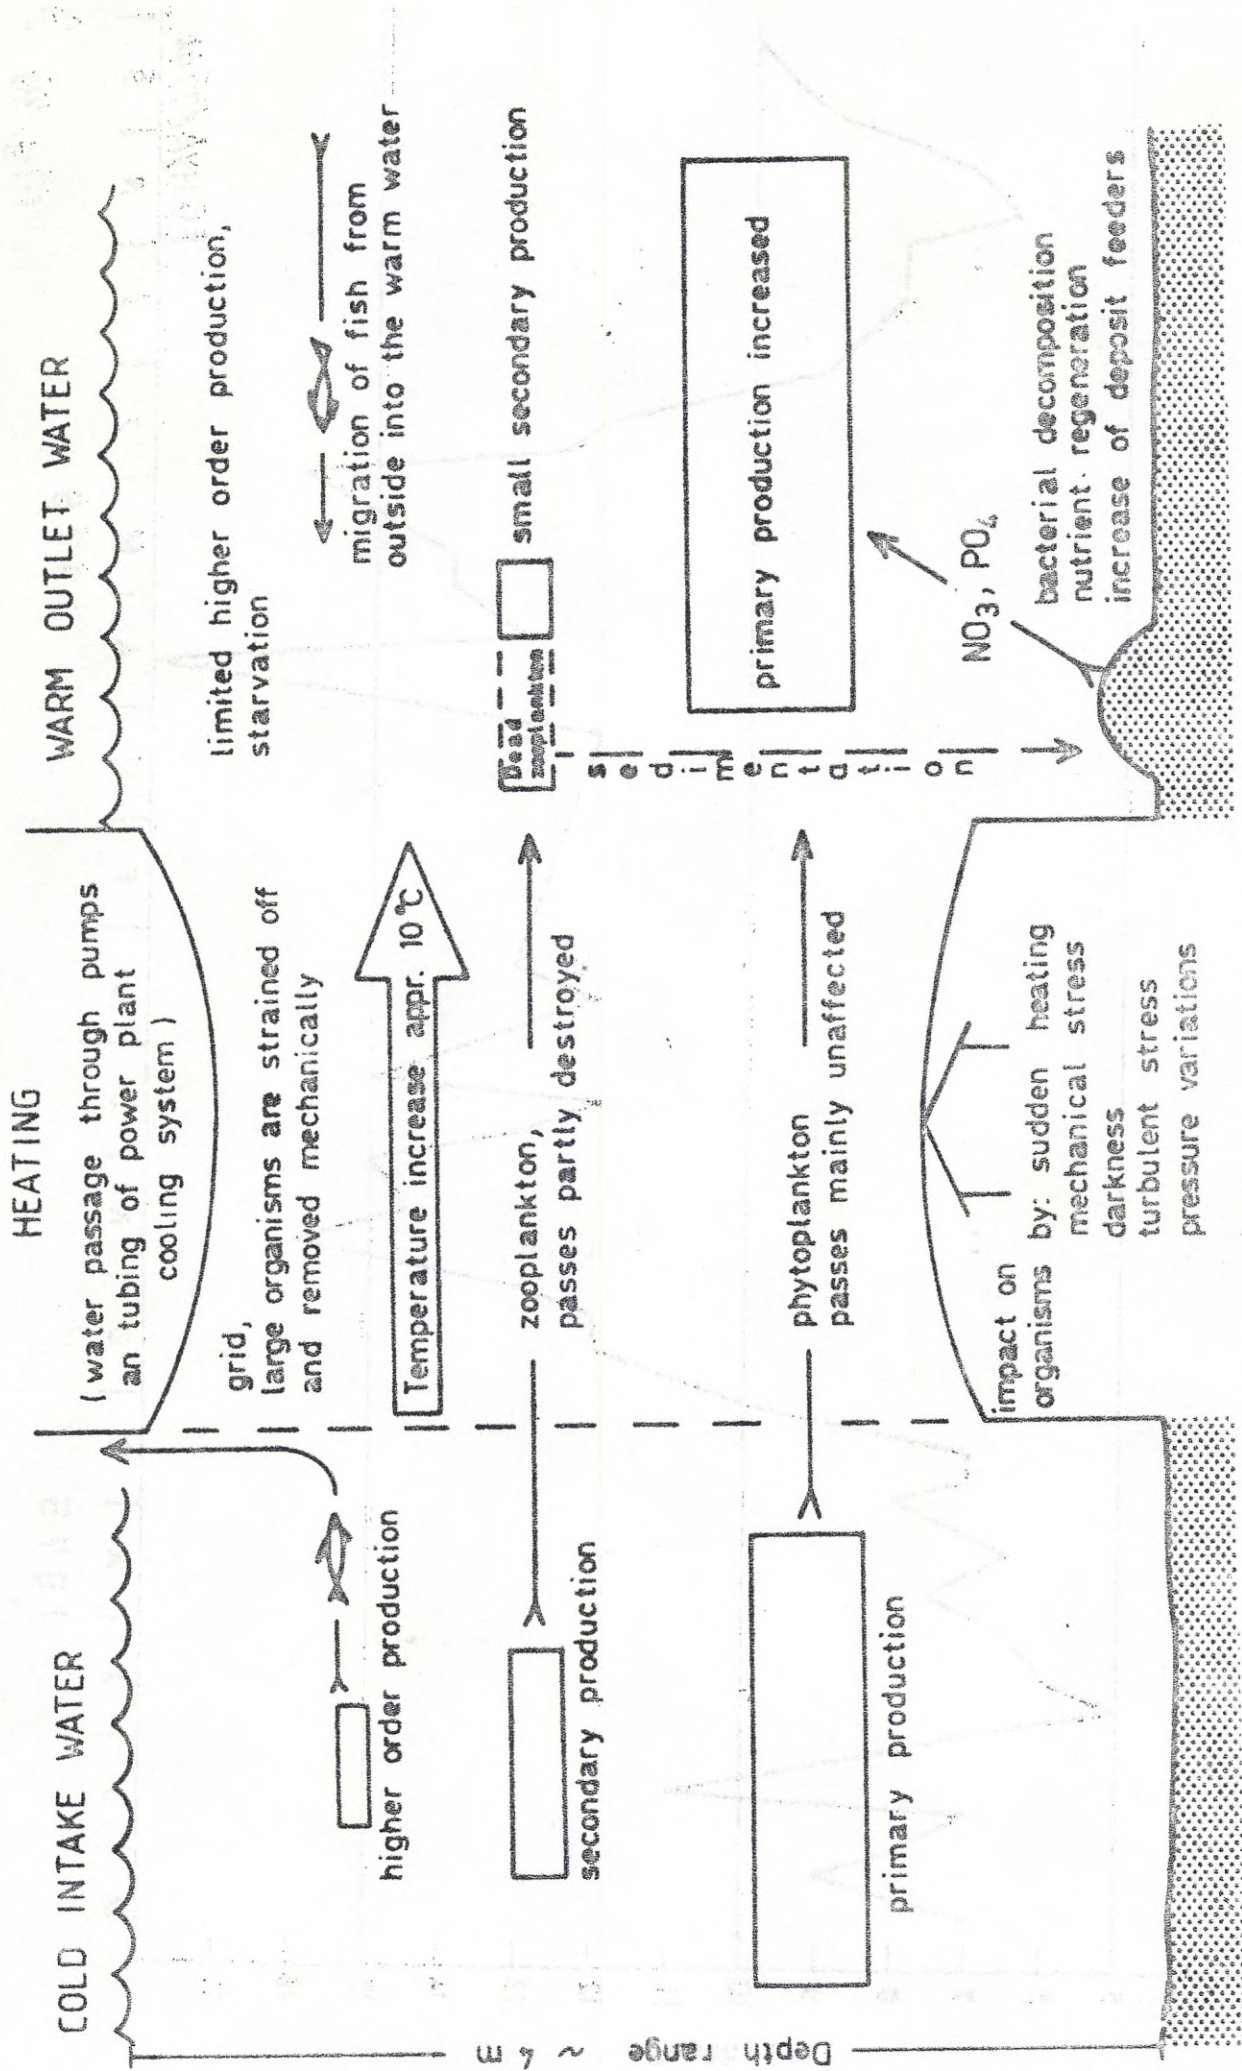 COLD INTAKE WATER
HEATING
WARM OUTLET WATER
(water passage through pumps
an tubing of power plant
cooling system)
grid,
large organisms are strained off
and removed mechanically
limited higher order production,
starvation
migration of fish from
outside into the warm water
higher order production
Temperature increase appr. 10°C
secondary production
zooplankton,
passes partly destroyed
Dead
zooplankton
small secondary production
sedimentation
primary production
phytoplankton
passes mainly unaffected
primary production increased
NO3, PO4
impact on
organisms by: sudden heating
mechanical stress
darkness
turbulent stress
pressure variations
bacterial decomposition
nutrient regeneration
increase of deposit feeders
Depth range ~ 4 m